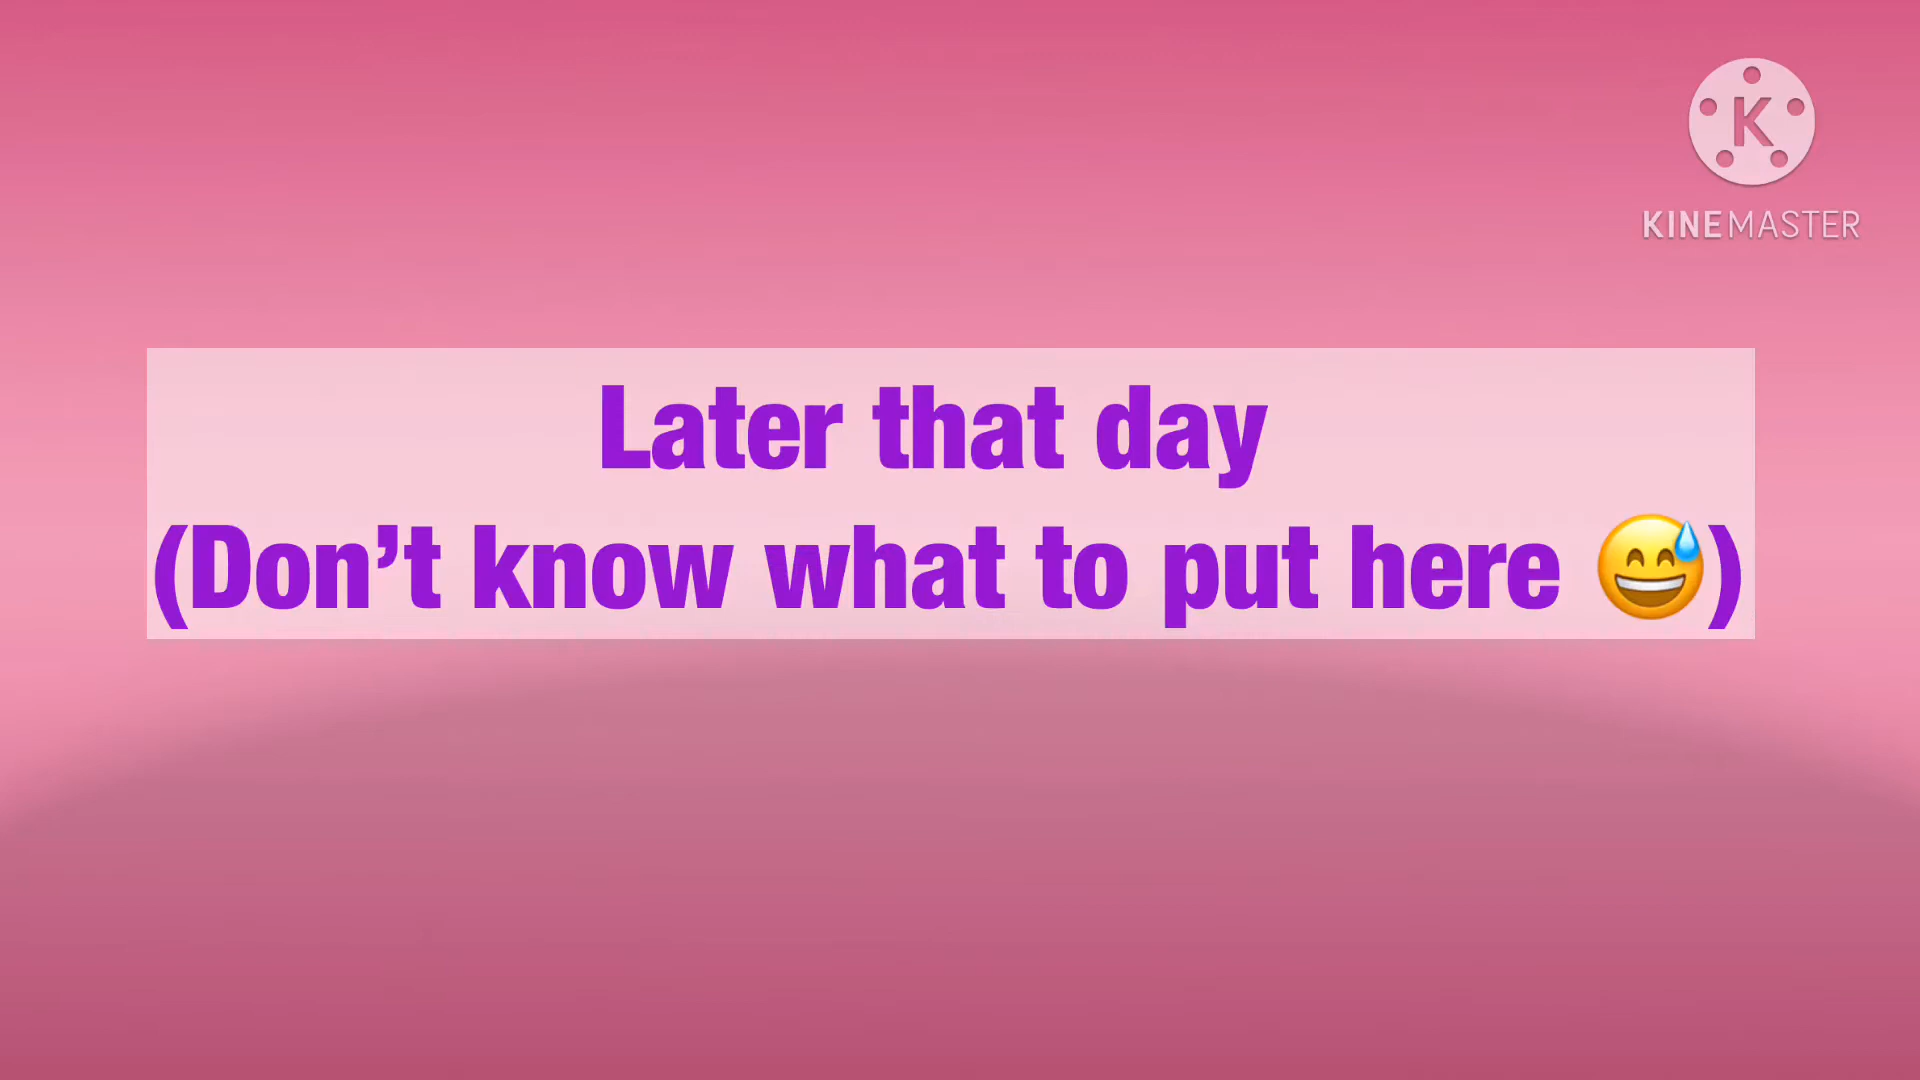 K
KINEMASTER
Later that day
(Don’t know what to put here 😅)